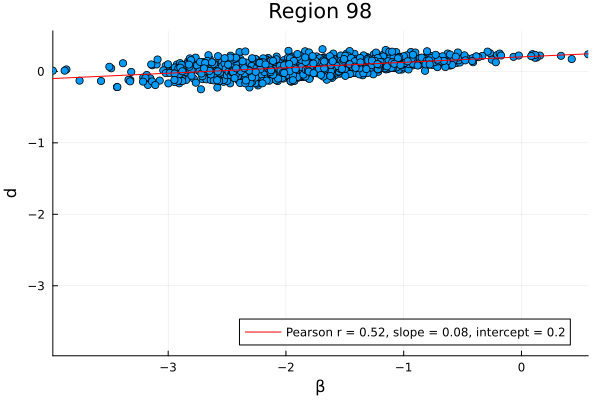 Region 98
d
0
−1
−2
−3
Pearson r = 0.52, slope = 0.08, intercept = 0.2
−3 −2 −1 0
β